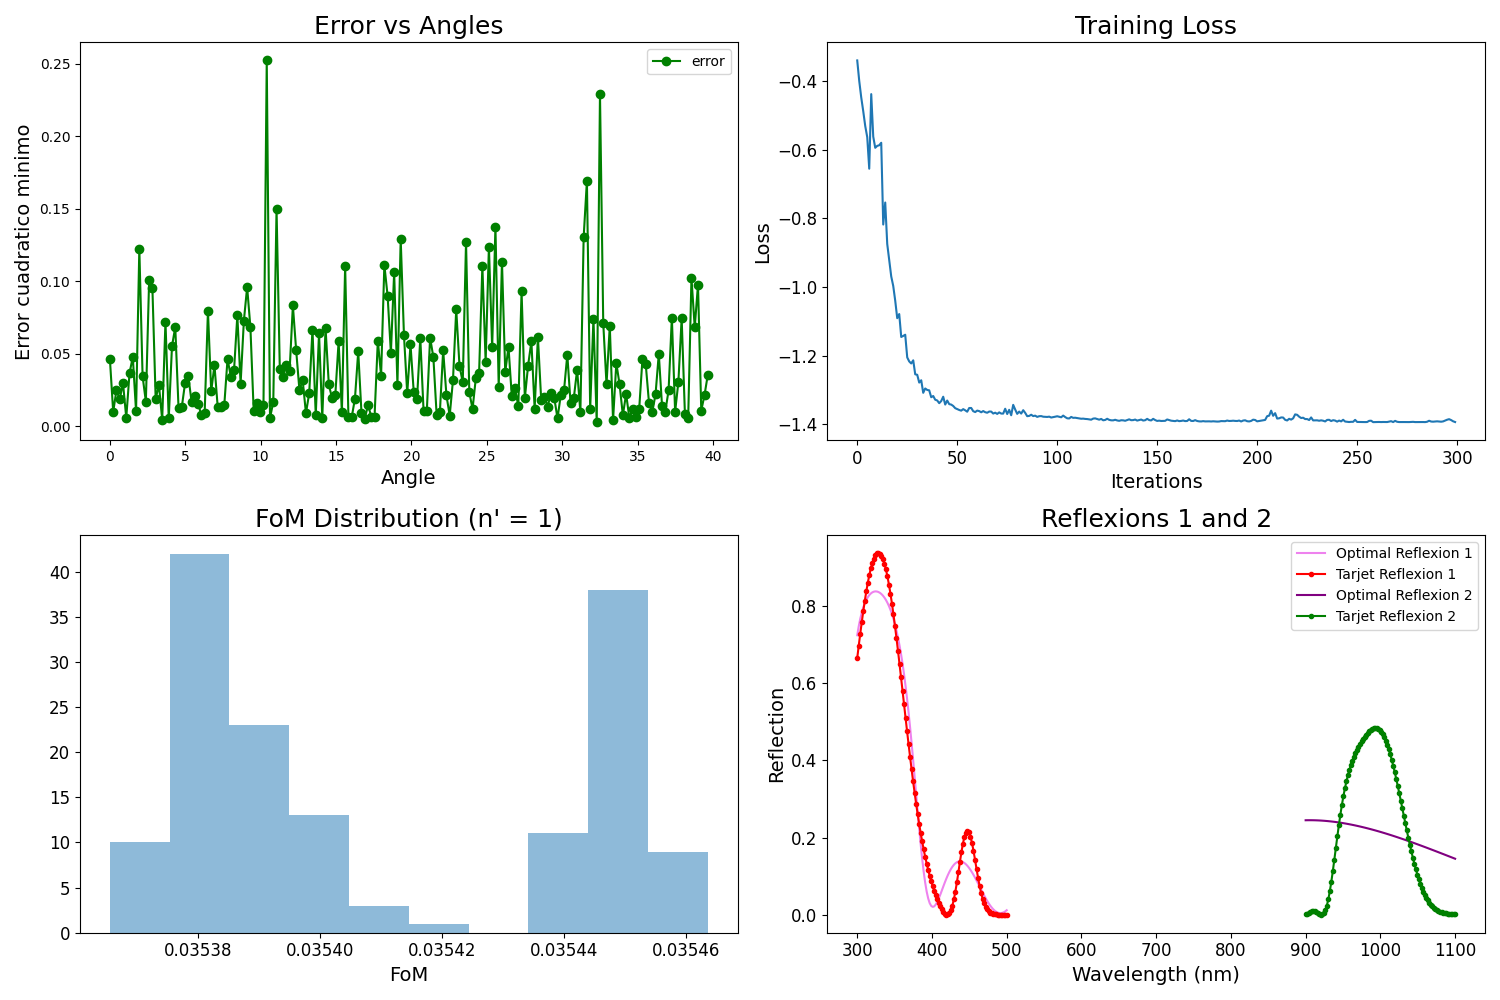 Error vs Angles
error
0.25
0.20
0.15
0.10
0.05
0.00
Error cuadratico minimo
0 5 10 15 20 25 30 35 40
Angle
Training Loss
−0.4
−0.6
−0.8
−1.0
−1.2
−1.4
Loss
0 50 100 150 200 250 300
Iterations
FoM Distribution (n' = 1)
40
35
30
25
20
15
10
5
0
0.03538 0.03540 0.03542 0.03544 0.03546
FoM
Reflexions 1 and 2
Optimal Reflexion 1
Tarjet Reflexion 1
Optimal Reflexion 2
Tarjet Reflexion 2
0.8
0.6
0.4
0.2
0.0
Reflection
300 400 500 600 700 800 900 1000 1100
Wavelength (nm)